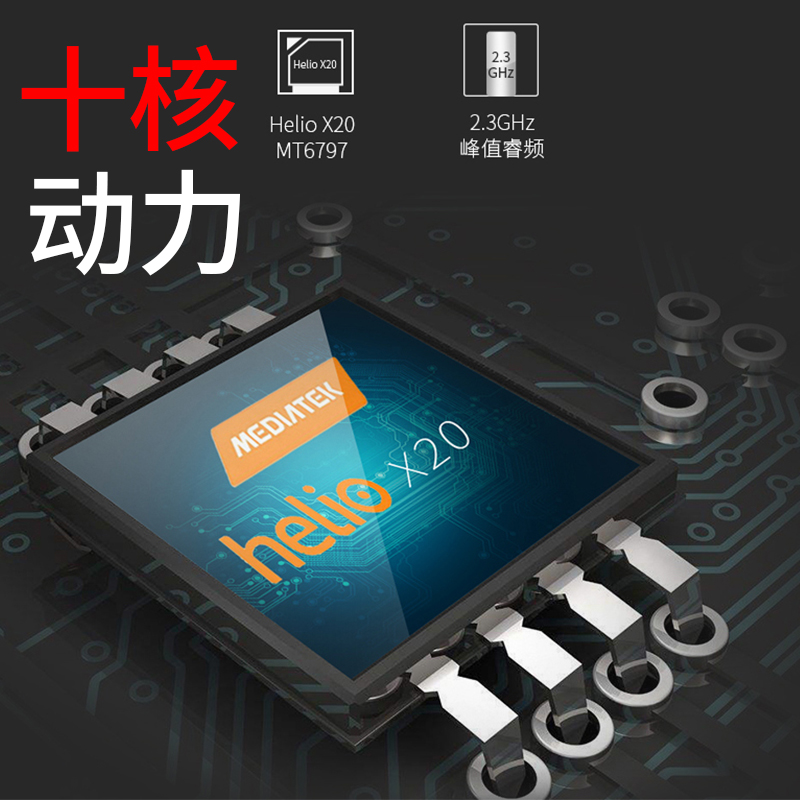 十核
动力
Helio X20
Helio X20
MT6797
2.3
GHz
2.3GHz
峰值睿频
MEDIATEK
helio X20